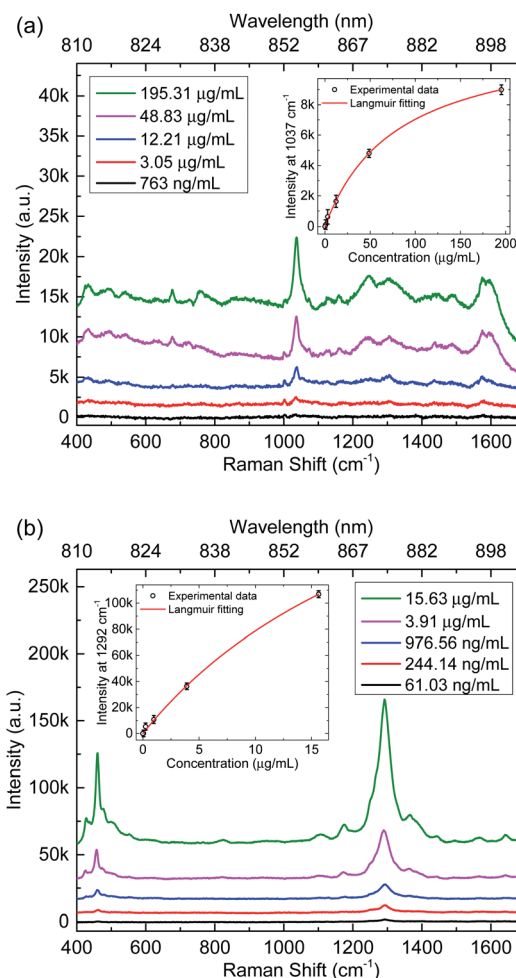 (a)
Wavelength (nm)
810 824 838 852 867 882 898
40k
35k
30k
25k
20k
15k
10k
5k
0
Intensity (a.u.)
195.31 µg/mL
48.83 µg/mL
12.21 µg/mL
3.05 µg/mL
763 ng/mL
Experimental data
Langmuir fitting
8k
6k
4k
2k
0
Intensity at 1037 cm⁻¹
0 50 100 150 200
Concentration (µg/mL)
400 600 800 1000 1200 1400 1600
Raman Shift (cm⁻¹)
(b)
Wavelength (nm)
810 824 838 852 867 882 898
250k
200k
150k
100k
50k
0
Intensity (a.u.)
Experimental data
Langmuir fitting
100k
80k
60k
40k
20k
0
Intensity at 1292 cm⁻¹
0 5 10 15
Concentration (µg/mL)
15.63 µg/mL
3.91 µg/mL
976.56 ng/mL
244.14 ng/mL
61.03 ng/mL
400 600 800 1000 1200 1400 1600
Raman Shift (cm⁻¹)